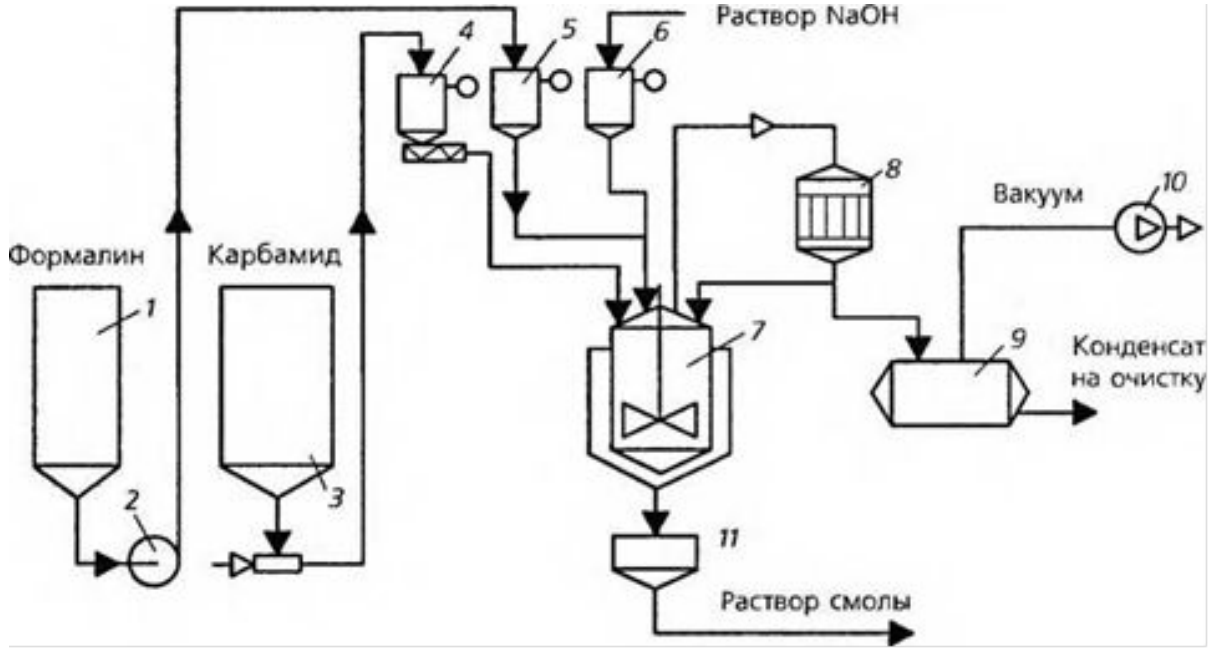 Раствор NaOH
4
5
6
8
Вакуум
10
Формалин
Карбамид
1
7
9
Конденсат
на очистку
2
3
11
Раствор смолы